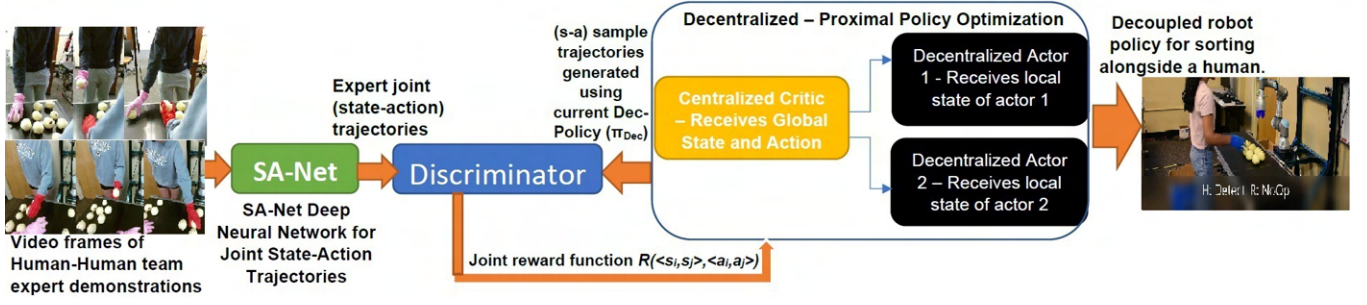 Video frames of
Human-Human team
expert demonstrations
SA-Net
SA-Net Deep
Neural Network for
Joint State-Action
Trajectories
Expert joint
(state-action)
trajectories
Discriminator
Joint reward function R(<si,sj>,<ai,aj>)
(s-a) sample
trajectories
generated
using
current Dec-
Policy (πDec)
Decentralized – Proximal Policy Optimization
Centralized Critic
– Receives Global
State and Action
Decentralized Actor
1 - Receives local
state of actor 1
Decentralized Actor
2 – Receives local
state of actor 2
Decoupled robot
policy for sorting
alongside a human.
H: Detect R: NoOp